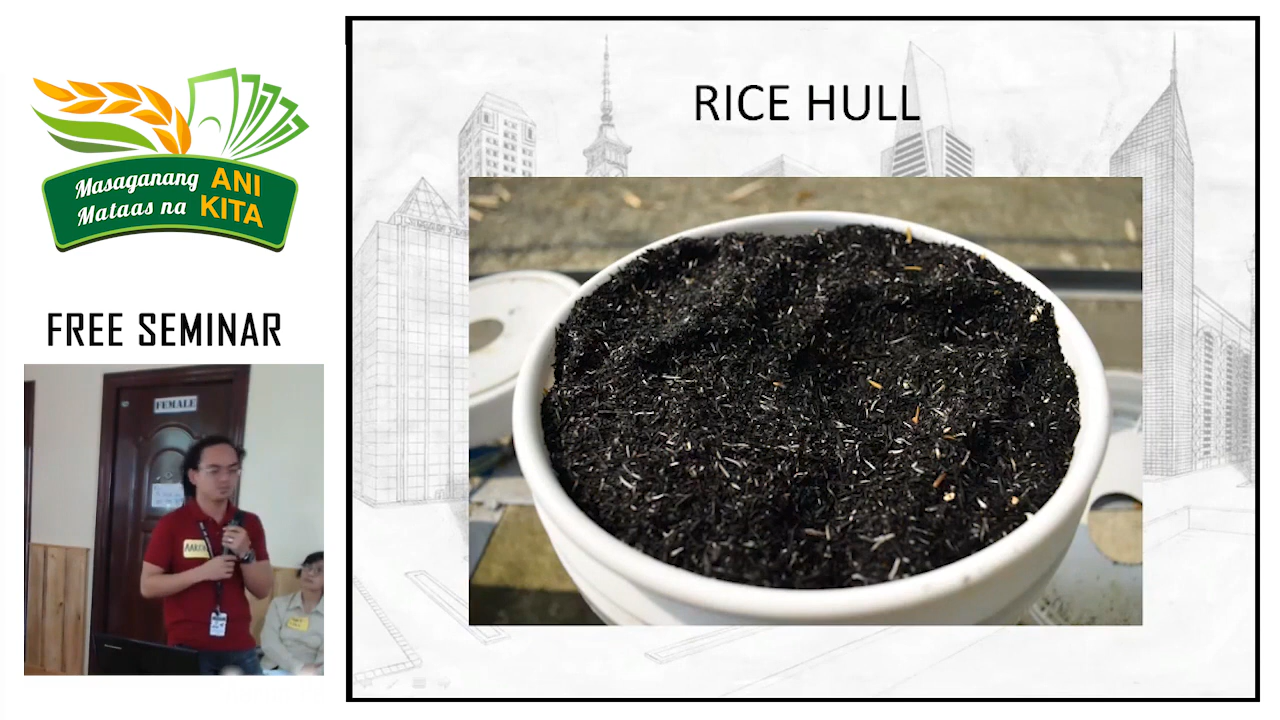 Masaganang ANI
Mataas na KITA
FREE SEMINAR
FEMALE
RICE HULL